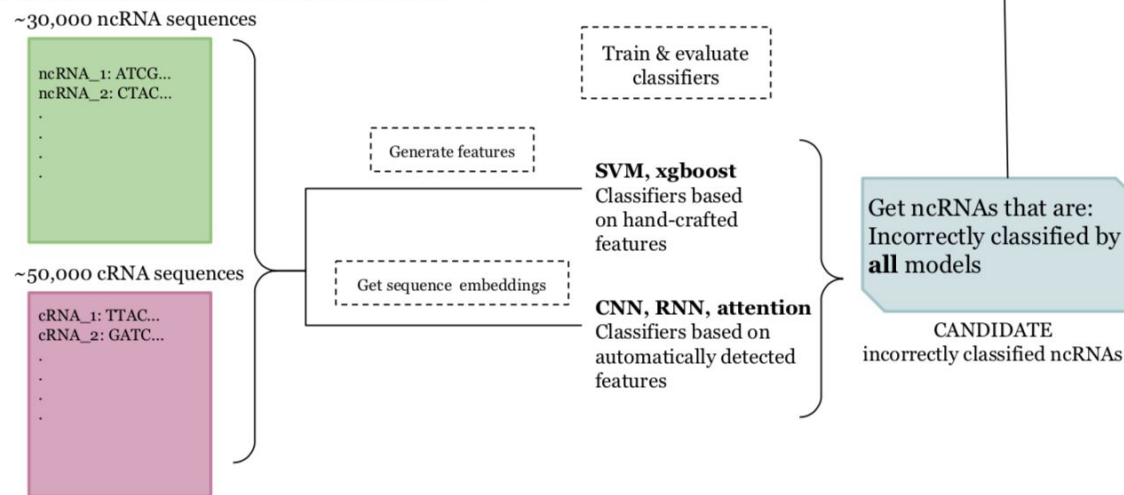 ~30,000 ncRNA sequences
ncRNA_1: ATCG...
ncRNA_2: CTAC...
.
.
.
.
~50,000 cRNA sequences
cRNA_1: TTAC...
cRNA_2: GATC...
.
.
.
.
Generate features
Get sequence embeddings
Train & evaluate
classifiers
SVM, xgboost
Classifiers based
on hand-crafted
features
CNN, RNN, attention
Classifiers based on
automatically detected
features
Get ncRNAs that are:
Incorrectly classified by
all models
CANDIDATE
incorrectly classified ncRNAs